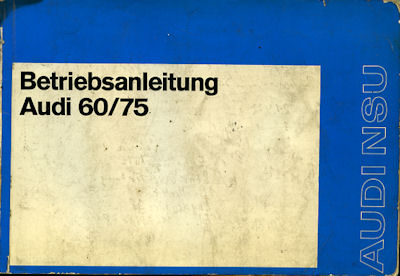 Betriebsanleitung
Audi 60/75
AUDI NSU